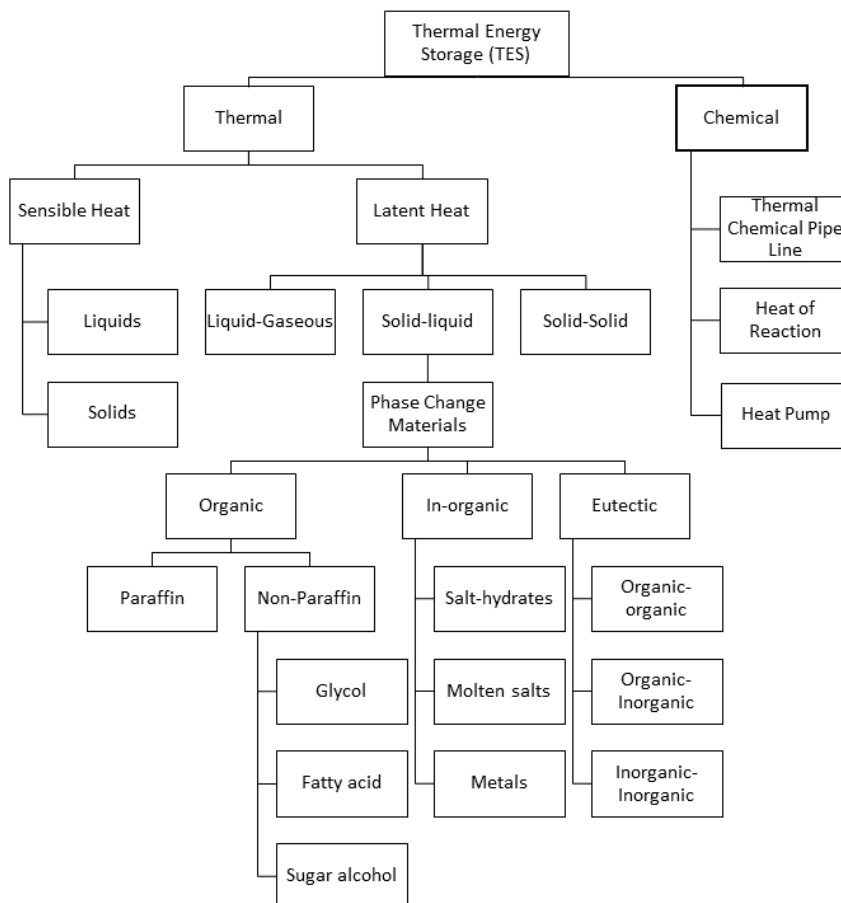 Thermal Energy
Storage (TES)
Thermal
Chemical
Sensible Heat
Latent Heat
Thermal
Chemical Pipe
Line
Liquids
Liquid-Gaseous
Solid-liquid
Solid-Solid
Heat of
Reaction
Solids
Phase Change
Materials
Heat Pump
Organic
In-organic
Eutectic
Paraffin
Non-Paraffin
Salt-hydrates
Organic-
organic
Glycol
Molten salts
Organic-
Inorganic
Fatty acid
Metals
Inorganic-
Inorganic
Sugar alcohol